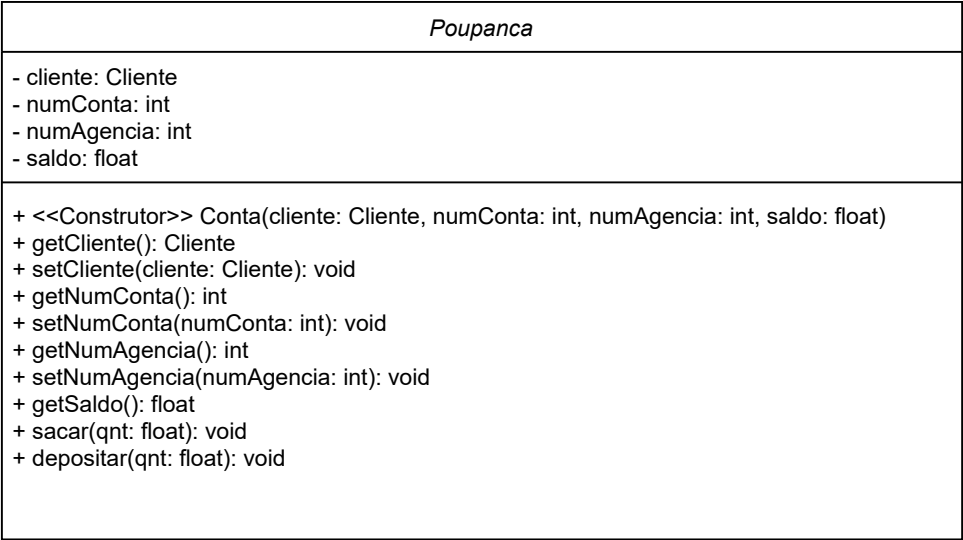 Poupanca
- cliente: Cliente
- numConta: int
- numAgencia: int
- saldo: float
+ <<Construtor>> Conta(cliente: Cliente, numConta: int, numAgencia: int, saldo: float)
+ getCliente(): Cliente
+ setCliente(cliente: Cliente): void
+ getNumConta(): int
+ setNumConta(numConta: int): void
+ getNumAgencia(): int
+ setNumAgencia(numAgencia: int): void
+ getSaldo(): float
+ sacar(qnt: float): void
+ depositar(qnt: float): void